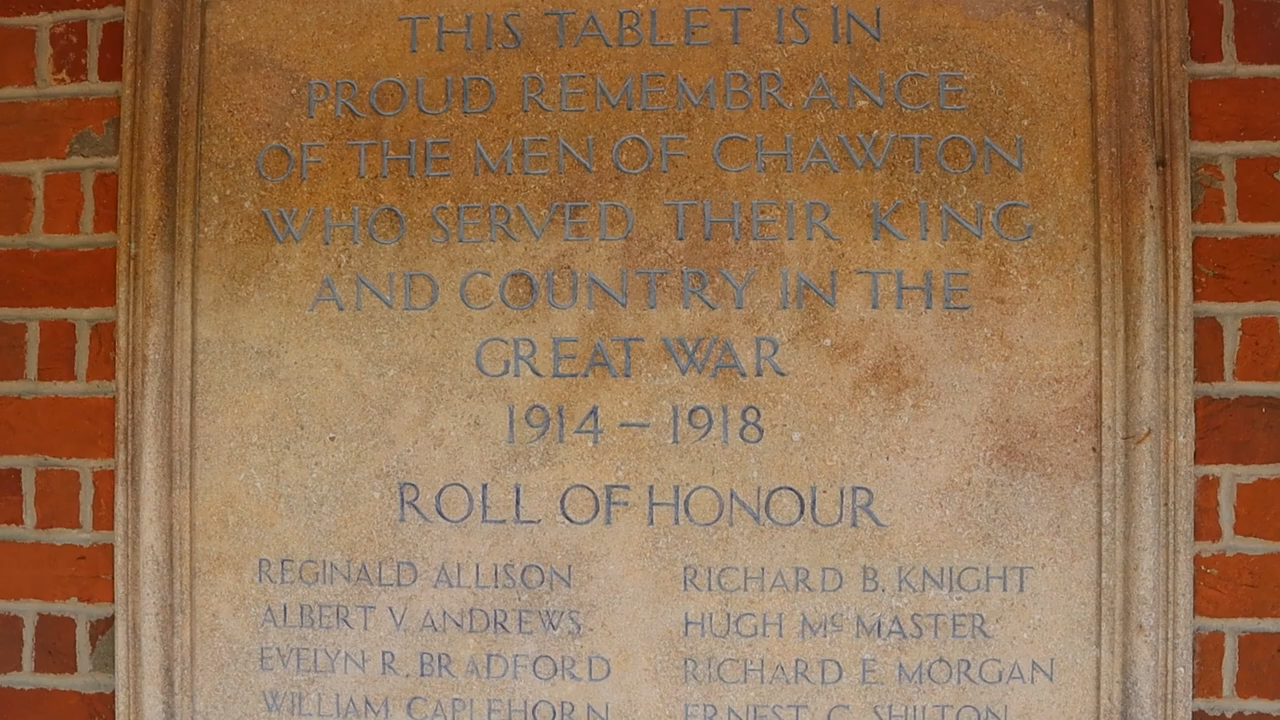 THIS TABLET IS IN
PROUD REMEMBRANCE
OF THE MEN OF CHAWTON
WHO SERVED THEIR KING
AND COUNTRY IN THE
GREAT WAR
1914 – 1918
ROLL OF HONOUR
REGINALD ALLISON
ALBERT V. ANDREWS
EVELYN R. BRADFORD
WILLIAM CAPLEHORN
RICHARD B. KNIGHT
HUGH Mc MASTER
RICHARD E. MORGAN
ERNEST C. SHILTON